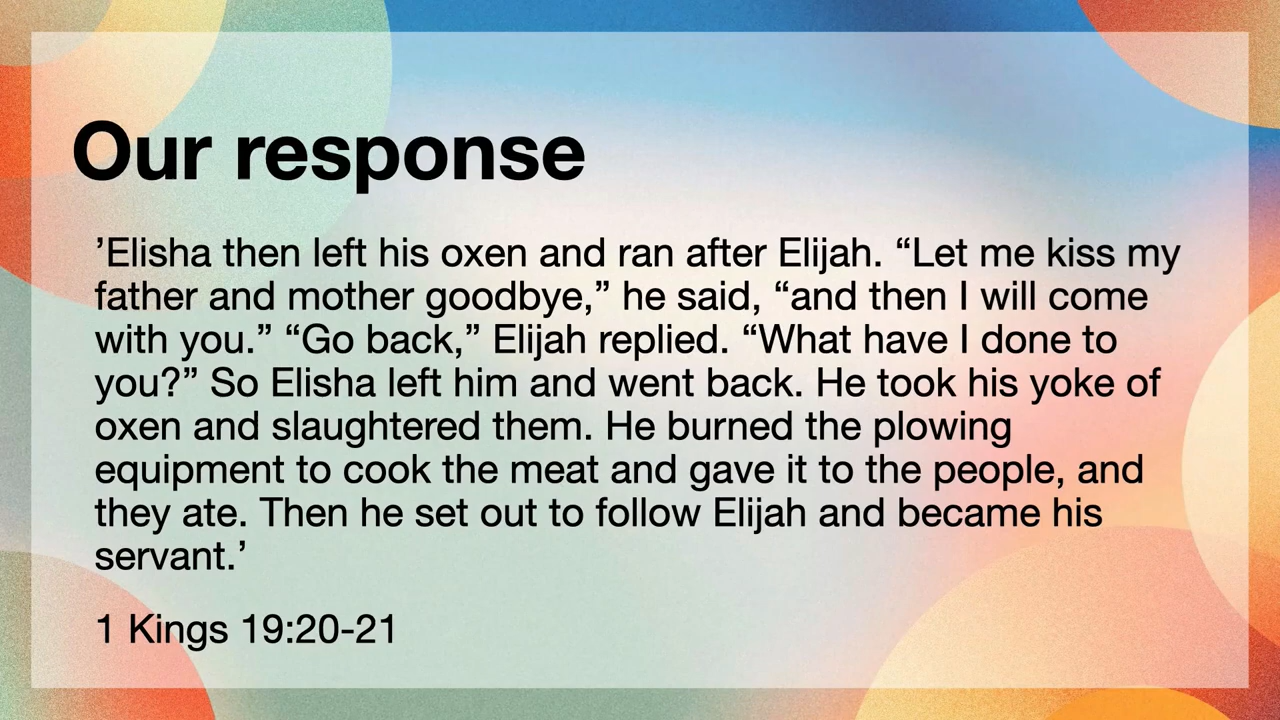 Our response
’Elisha then left his oxen and ran after Elijah. “Let me kiss my
father and mother goodbye,” he said, “and then I will come
with you.” “Go back,” Elijah replied. “What have I done to
you?” So Elisha left him and went back. He took his yoke of
oxen and slaughtered them. He burned the plowing
equipment to cook the meat and gave it to the people, and
they ate. Then he set out to follow Elijah and became his
servant.’
1 Kings 19:20-21